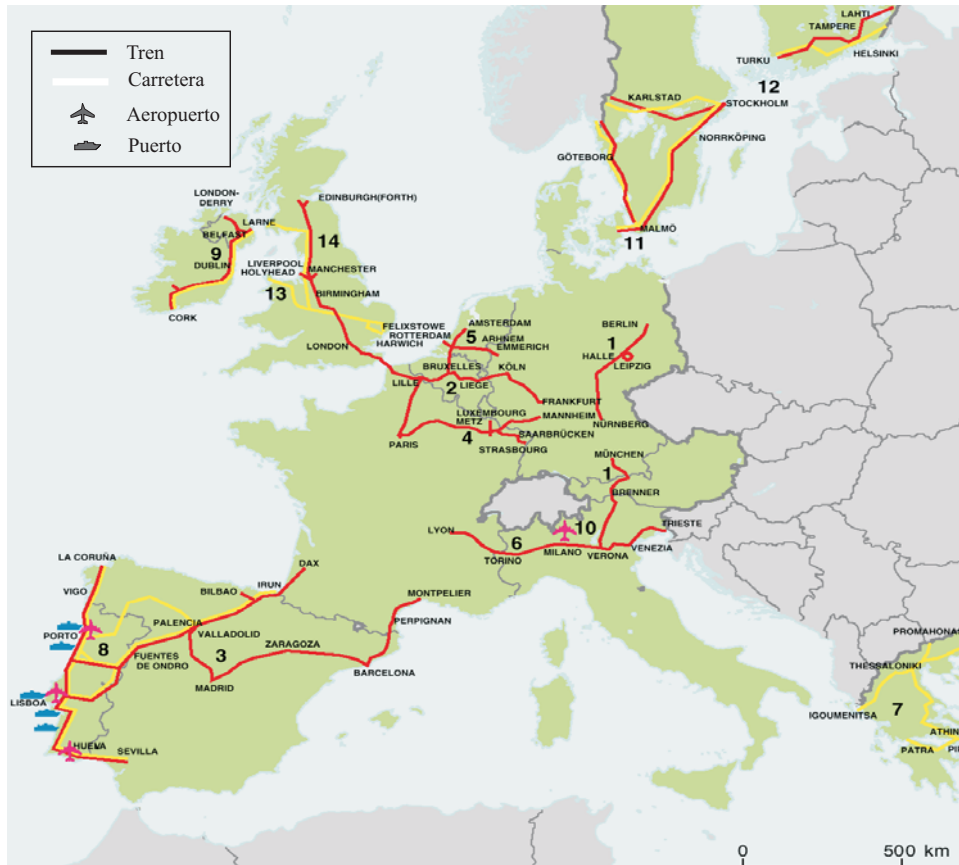 Tren
Carretera
Aeropuerto
Puerto
LAHTI
TAMPERE
HELSINKI
TURKU
12
KARLSTAD
STOCKHOLM
NORRKÖPING
GÖTEBORG
MALMÖ
11
LONDON-
DERRY
LARNE
EDINBURGH(FORTH)
BELFAST
9
14
DUBLIN
LIVERPOOL
HOLYHEAD
MANCHESTER
13
BIRMINGHAM
CORK
FELIXSTOWE
ROTTERDAM
HARWICH
LONDON
AMSTERDAM
5
ARHNEM
EMMERICH
BERLIN
1
HALLE
LEIPZIG
BRUXELLES
KÖLN
LILLE
2
LIEGE
FRANKFURT
LUXEMBOURG
METZ
MANNHEIM
NÜRNBERG
4
SAARBRÜCKEN
PARIS
STRASBOURG
MÜNCHEN
1
BRENNER
LYON
10
TRIESTE
6
TORINO
MILANO
VERONA
VENEZIA
LA CORUÑA
DAX
VIGO
BILBAO
IRUN
MONTPELIER
PORTO
PALENCIA
VALLADOLID
PERPIGNAN
8
FUENTES
DE ONDRO
3
ZARAGOZA
BARCELONA
MADRID
LISBOA
HUELVA
SEVILLA
PROMAHONAS
THESSALONIKI
IGOUMENITSA
7
ATHIN
PATRA
PI
0
500 km